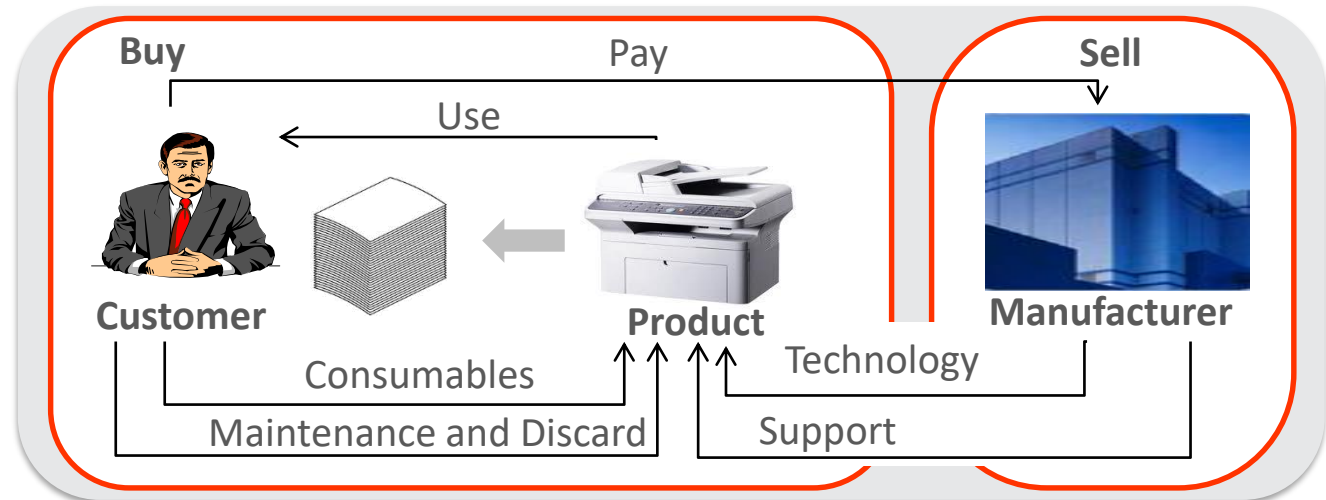 Buy
Pay
Sell
Use
Customer
Product
Manufacturer
Consumables
Technology
Maintenance and Discard
Support